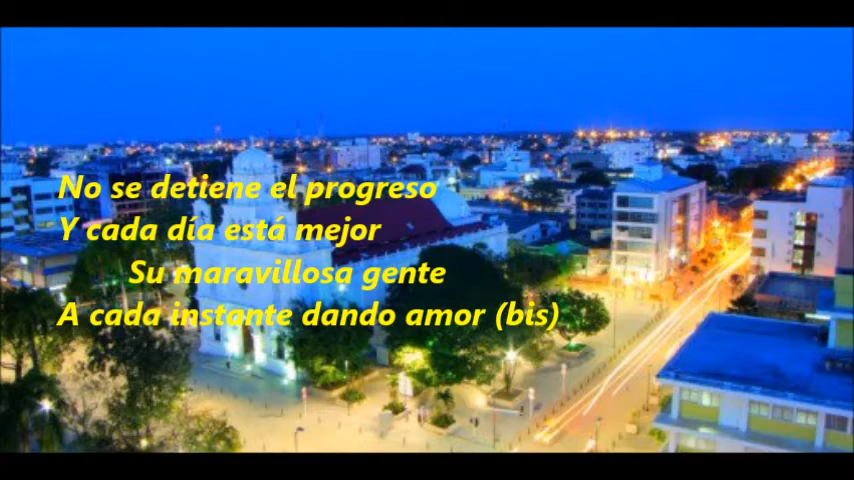 No se detiene el progreso
Y cada día está mejor
Su maravillosa gente
A cada instante dando amor (bis)